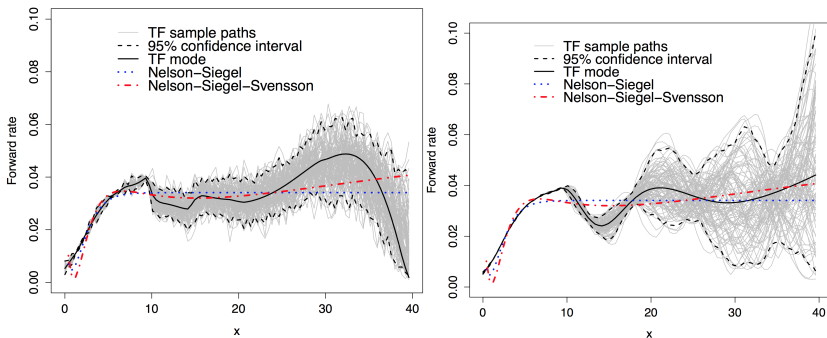 TF sample paths
95% confidence interval
TF mode
Nelson−Siegel
Nelson−Siegel−Svensson
Forward rate
0.00 0.02 0.04 0.06 0.08 0.10
0 10 20 30 40
x
TF sample paths
95% confidence interval
TF mode
Nelson−Siegel
Nelson−Siegel−Svensson
Forward rate
0.00 0.02 0.04 0.06 0.08 0.10
0 10 20 30 40
x